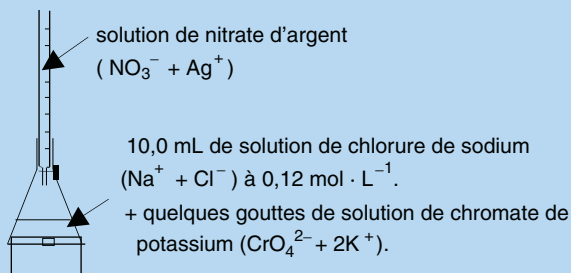 solution de nitrate d'argent
( NO₃⁻ + Ag⁺)
10,0 mL de solution de chlorure de sodium
(Na⁺ + Cl⁻ ) à 0,12 mol · L⁻¹.
+ quelques gouttes de solution de chromate de
potassium (CrO₄²⁻ + 2K ⁺).